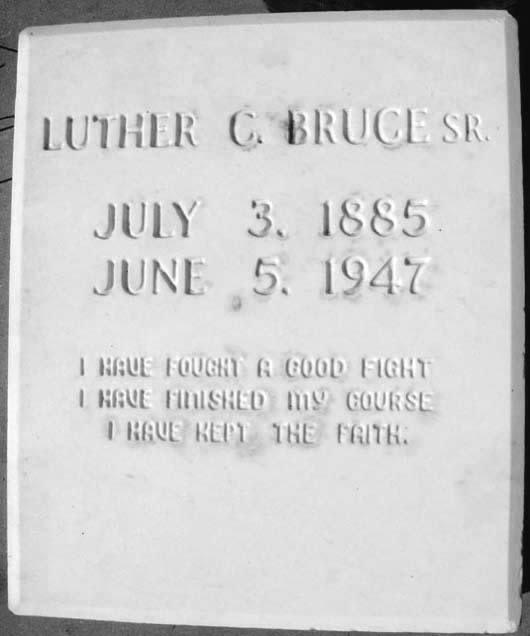 LUTHER C. BRUCE SR.
JULY 3. 1885
JUNE 5. 1947
I HAVE FOUGHT A GOOD FIGHT
I HAVE FINISHED MY COURSE
I HAVE KEPT THE FAITH.